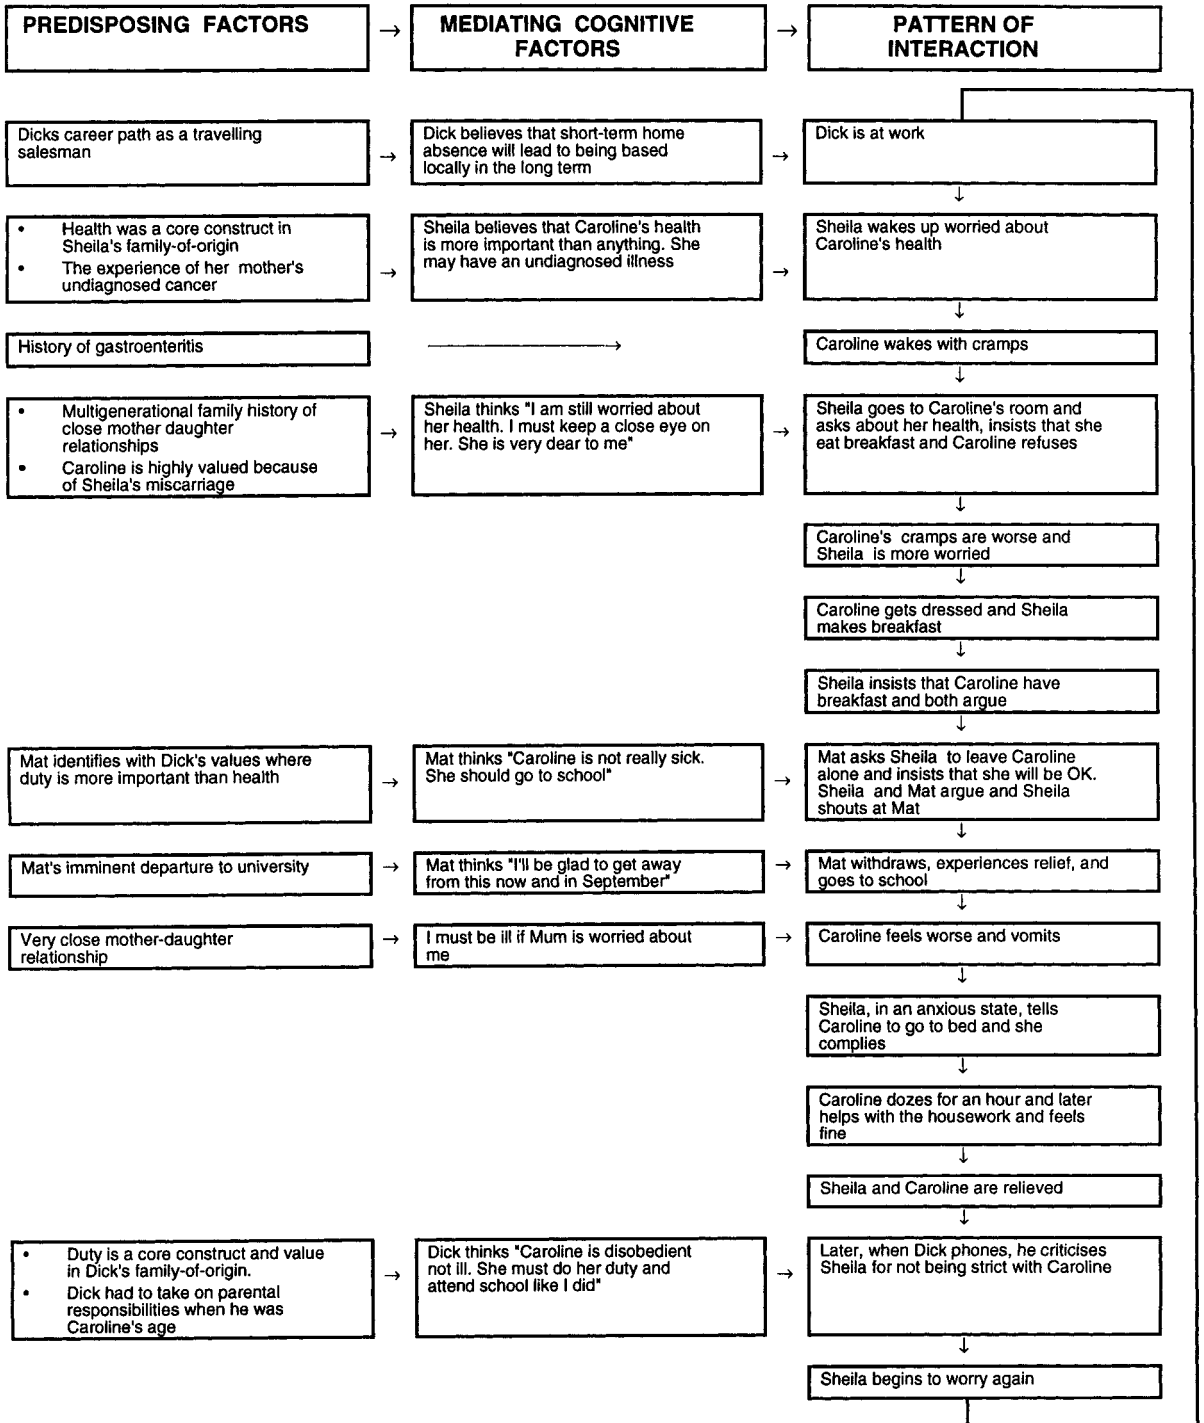 PREDISPOSING FACTORS
→
MEDIATING COGNITIVE
FACTORS
→
PATTERN OF
INTERACTION
Dicks career path as a travelling
salesman
→
Dick believes that short-term home
absence will lead to being based
locally in the long term
→
Dick is at work
↓
• Health was a core construct in
Sheila's family-of-origin
• The experience of her mother's
undiagnosed cancer
→
Sheila believes that Caroline's health
is more important than anything. She
may have an undiagnosed illness
→
Sheila wakes up worried about
Caroline's health
↓
History of gastroenteritis
→
Caroline wakes with cramps
↓
• Multigenerational family history of
close mother daughter
relationships
• Caroline is highly valued because
of Sheila's miscarriage
→
Sheila thinks "I am still worried about
her health. I must keep a close eye on
her. She is very dear to me"
→
Sheila goes to Caroline's room and
asks about her health, insists that she
eat breakfast and Caroline refuses
↓
Caroline's cramps are worse and
Sheila is more worried
↓
Caroline gets dressed and Sheila
makes breakfast
↓
Sheila insists that Caroline have
breakfast and both argue
↓
Mat identifies with Dick's values where
duty is more important than health
→
Mat thinks "Caroline is not really sick.
She should go to school"
→
Mat asks Sheila to leave Caroline
alone and insists that she will be OK.
Sheila and Mat argue and Sheila
shouts at Mat
↓
Mat's imminent departure to university
→
Mat thinks "I'll be glad to get away
from this now and in September"
→
Mat withdraws, experiences relief, and
goes to school
↓
Very close mother-daughter
relationship
→
I must be ill if Mum is worried about
me
→
Caroline feels worse and vomits
↓
Sheila, in an anxious state, tells
Caroline to go to bed and she
complies
↓
Caroline dozes for an hour and later
helps with the housework and feels
fine
↓
Sheila and Caroline are relieved
↓
• Duty is a core construct and value
in Dick's family-of-origin.
• Dick had to take on parental
responsibilities when he was
Caroline's age
→
Dick thinks "Caroline is disobedient
not ill. She must do her duty and
attend school like I did"
→
Later, when Dick phones, he criticises
Sheila for not being strict with Caroline
↓
Sheila begins to worry again